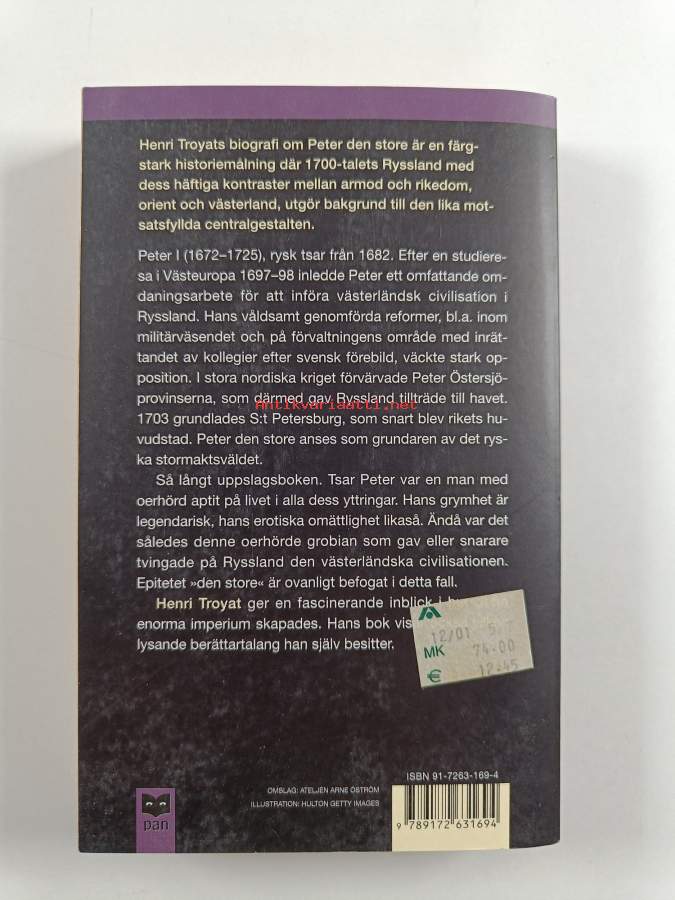 Henri Troyats biografi om Peter den store är en färg-
stark historiemålning där 1700-talets Ryssland med
dess häftiga kontraster mellan armod och rikedom,
orient och västerland, utgör bakgrund till den lika mot-
satsfyllda centralgestalten.
Peter I (1672–1725), rysk tsar från 1682. Efter en studiere-
sa i Västeuropa 1697–98 inledde Peter ett omfattande om-
daningsarbete för att införa västerländsk civilisation i
Ryssland. Hans våldsamt genomförda reformer, bl.a. inom
militärväsendet och på förvaltningens område med inrät-
tandet av kollegier efter svensk förebild, väckte stark op-
position. I stora nordiska kriget förvärvade Peter Östersjö-
provinserna, som därmed gav Ryssland tillträde till havet.
Antikvariaatti.net
1703 grundlades S:t Petersburg, som snart blev rikets hu-
vudstad. Peter den store anses som grundaren av det rys-
ka stormaktsväldet.
Så långt uppslagsboken. Tsar Peter var en man med
oerhörd aptit på livet i alla dess yttringar. Hans grymhet är
legendarisk, hans erotiska omättlighet likaså. Ändå var det
således denne oerhörde grobian som gav eller snarare
tvingade på Ryssland den västerländska civilisationen.
Epitetet »den store« är ovanligt befogat i detta fall.
Henri Troyat ger en fascinerande inblick i
enorma imperium skapades. Hans bok
lysande berättartalang han själv besitter.
12/01 5
MK 74.00
€ 12.45
ISBN 91-7263-169-4
OMSLAG: ATELJÉN ARNE ÖSTRÖM
ILLUSTRATION: HULTON GETTY IMAGES
pan
9 789172 631694